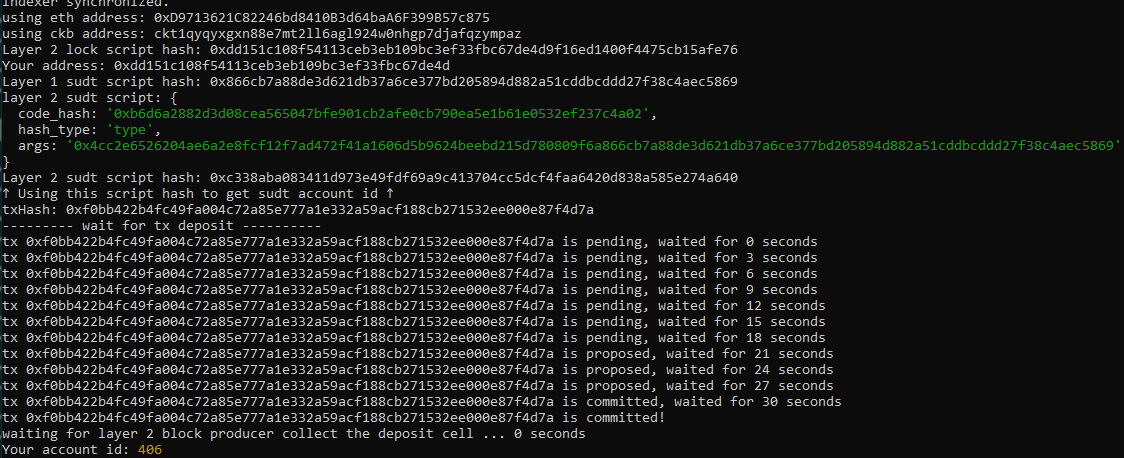 indexer synchronized.
using eth address: 0xD9713621C82246bd8410B3d64baA6F399B57c875
using ckb address: ckt1qyqyxgxn88e7mt2ll6agl924w0nhgp7djafqzympaz
Layer 2 lock script hash: 0xdd151c108f54113ceb3eb109bc3ef33fbc67de4d9f16ed1400f4475cb15afe76
Your address: 0xdd151c108f54113ceb3eb109bc3ef33fbc67de4d
Layer 1 sudt script hash: 0x866cb7a88de3d621db37a6ce377bd205894d882a51cddbcddd27f38c4aec5869
layer 2 sudt script: {
  code_hash: '0xb6d6a2882d3d08cea565047bfe901cb2afe0cb790ea5e1b61e0532ef237c4a02',
  hash_type: 'type',
  args: '0x4cc2e6526204ae6a2e8fcf12f7ad472f41a1606d5b9624beebd215d780809f6a866cb7a88de3d621db37a6ce377bd205894d882a51cddbcddd27f38c4aec5869'
}
Layer 2 sudt script hash: 0xc338aba083411d973e49fdf69a9c413704cc5dcf4faa6420d838a585e274a640
↑ Using this script hash to get sudt account id ↑
txHash: 0xf0bb422b4fc49fa004c72a85e777a1e332a59acf188cb271532ee000e87f4d7a
--------- wait for tx deposit ----------
tx 0xf0bb422b4fc49fa004c72a85e777a1e332a59acf188cb271532ee000e87f4d7a is pending, waited for 0 seconds
tx 0xf0bb422b4fc49fa004c72a85e777a1e332a59acf188cb271532ee000e87f4d7a is pending, waited for 3 seconds
tx 0xf0bb422b4fc49fa004c72a85e777a1e332a59acf188cb271532ee000e87f4d7a is pending, waited for 6 seconds
tx 0xf0bb422b4fc49fa004c72a85e777a1e332a59acf188cb271532ee000e87f4d7a is pending, waited for 9 seconds
tx 0xf0bb422b4fc49fa004c72a85e777a1e332a59acf188cb271532ee000e87f4d7a is pending, waited for 12 seconds
tx 0xf0bb422b4fc49fa004c72a85e777a1e332a59acf188cb271532ee000e87f4d7a is pending, waited for 15 seconds
tx 0xf0bb422b4fc49fa004c72a85e777a1e332a59acf188cb271532ee000e87f4d7a is pending, waited for 18 seconds
tx 0xf0bb422b4fc49fa004c72a85e777a1e332a59acf188cb271532ee000e87f4d7a is proposed, waited for 21 seconds
tx 0xf0bb422b4fc49fa004c72a85e777a1e332a59acf188cb271532ee000e87f4d7a is proposed, waited for 24 seconds
tx 0xf0bb422b4fc49fa004c72a85e777a1e332a59acf188cb271532ee000e87f4d7a is proposed, waited for 27 seconds
tx 0xf0bb422b4fc49fa004c72a85e777a1e332a59acf188cb271532ee000e87f4d7a is committed, waited for 30 seconds
tx 0xf0bb422b4fc49fa004c72a85e777a1e332a59acf188cb271532ee000e87f4d7a is committed!
waiting for layer 2 block producer collect the deposit cell ... 0 seconds
Your account id: 406